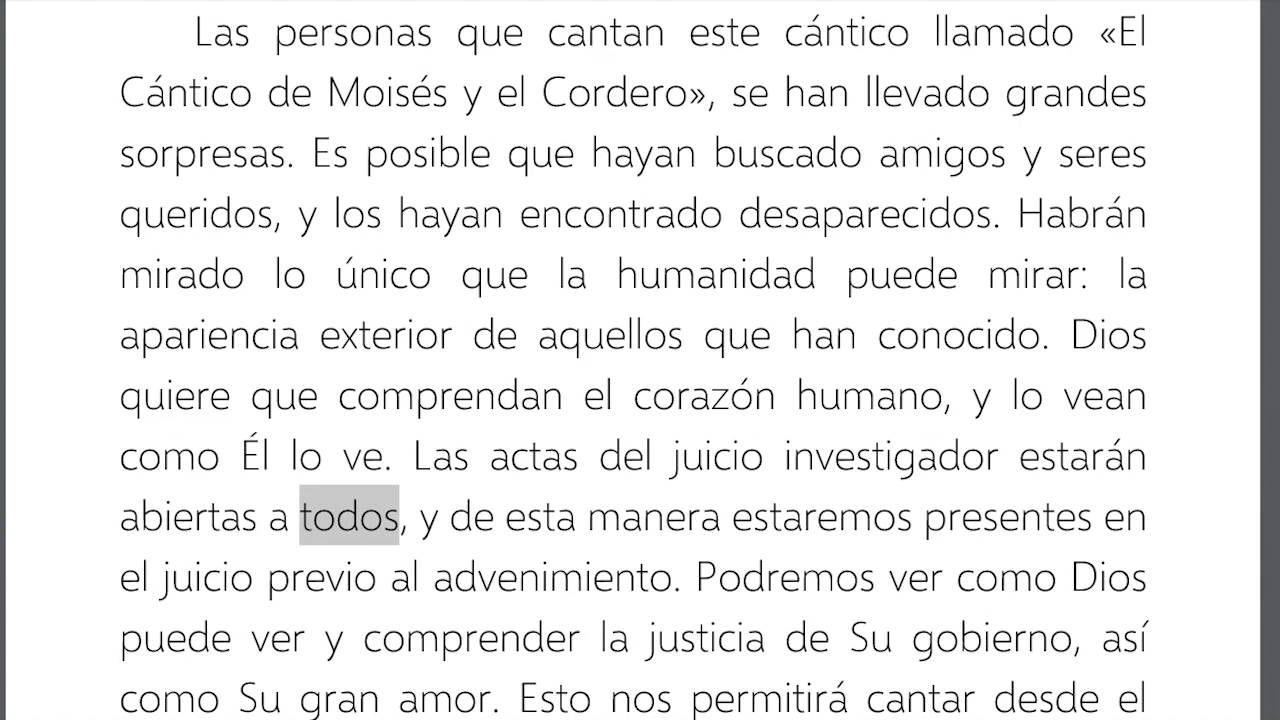 Las personas que cantan este cántico llamado «El
Cántico de Moisés y el Cordero», se han llevado grandes
sorpresas. Es posible que hayan buscado amigos y seres
queridos, y los hayan encontrado desaparecidos. Habrán
mirado lo único que la humanidad puede mirar: la
apariencia exterior de aquellos que han conocido. Dios
quiere que comprendan el corazón humano, y lo vean
como Él lo ve. Las actas del juicio investigador estarán
abiertas a todos, y de esta manera estaremos presentes en
el juicio previo al advenimiento. Podremos ver como Dios
puede ver y comprender la justicia de Su gobierno, así
como Su gran amor. Esto nos permitirá cantar desde el